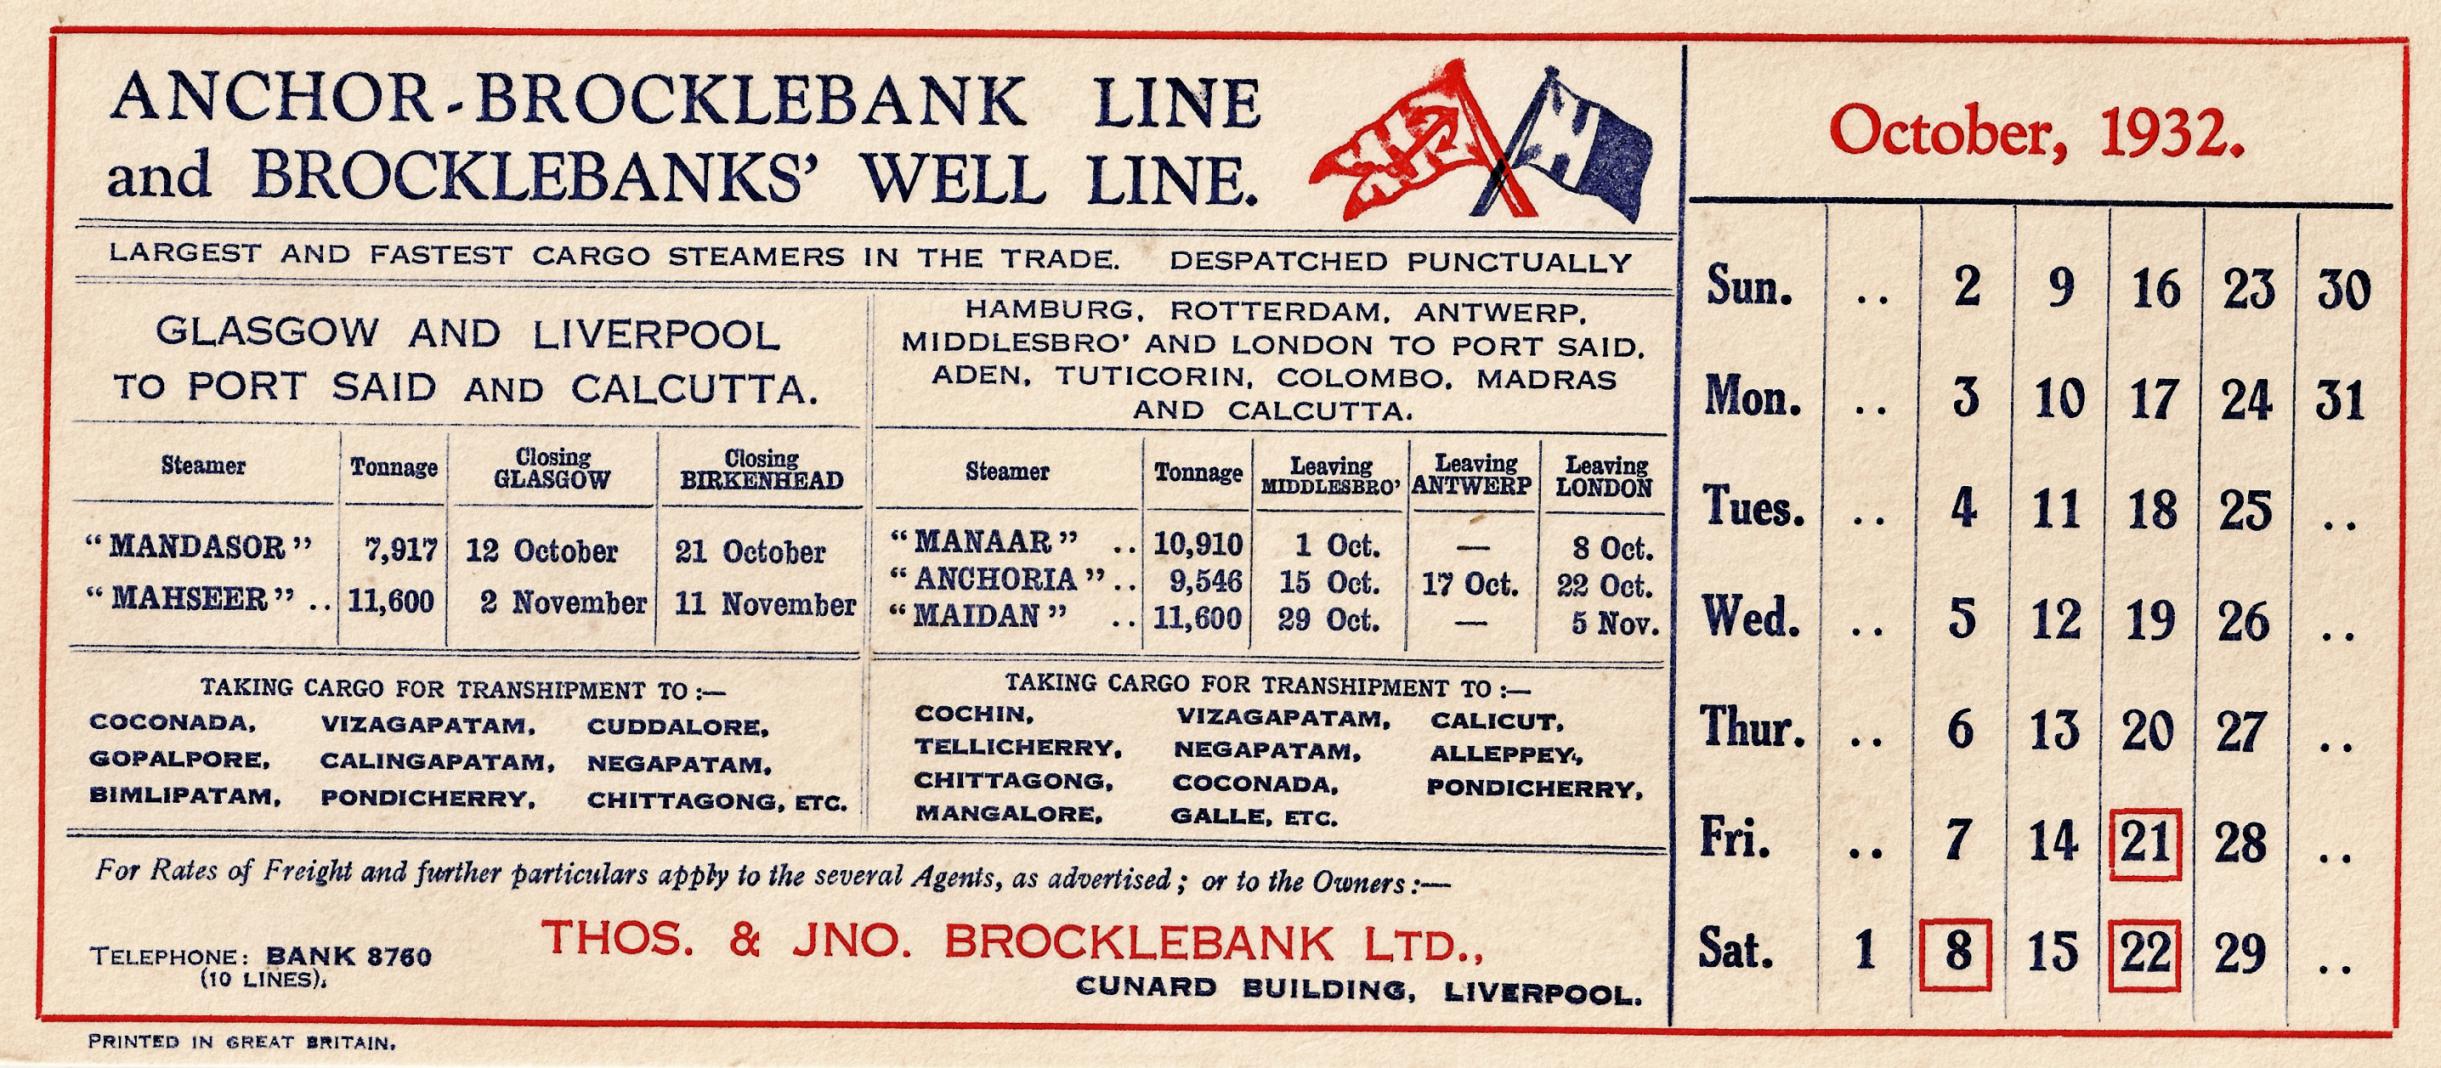 ANCHOR-BROCKLEBANK LINE
and BROCKLEBANKS' WELL LINE.
LARGEST AND FASTEST CARGO STEAMERS IN THE TRADE. DESPATCHED PUNCTUALLY
GLASGOW AND LIVERPOOL
TO PORT SAID AND CALCUTTA.
Steamer Tonnage Closing GLASGOW Closing BIRKENHEAD
"MANDASOR" 7,917 12 October 21 October
"MAHSEER" .. 11,600 2 November 11 November
TAKING CARGO FOR TRANSHIPMENT TO :—
COCONADA, VIZAGAPATAM, CUDDALORE,
GOPALPORE, CALINGAPATAM, NEGAPATAM,
BIMLIPATAM, PONDICHERRY, CHITTAGONG, ETC.
HAMBURG, ROTTERDAM, ANTWERP,
MIDDLESBRO' AND LONDON TO PORT SAID,
ADEN, TUTICORIN, COLOMBO, MADRAS
AND CALCUTTA.
Steamer Tonnage Leaving MIDDLESBRO' Leaving ANTWERP Leaving LONDON
"MANAAR" .. 10,910 1 Oct. — 8 Oct.
"ANCHORIA" .. 9,546 15 Oct. 17 Oct. 22 Oct.
"MAIDAN" .. 11,600 29 Oct. — 5 Nov.
TAKING CARGO FOR TRANSHIPMENT TO :—
COCHIN, VIZAGAPATAM, CALICUT,
TELLICHERRY, NEGAPATAM, ALLEPPEY,
CHITTAGONG, COCONADA, PONDICHERRY,
MANGALORE, GALLE, ETC.
For Rates of Freight and further particulars apply to the several Agents, as advertised ; or to the Owners :—
THOS. & JNO. BROCKLEBANK LTD.,
TELEPHONE: BANK 8760
(10 LINES).
CUNARD BUILDING, LIVERPOOL.
PRINTED IN GREAT BRITAIN.
October, 1932.
Sun. .. 2 9 16 23 30
Mon. .. 3 10 17 24 31
Tues. .. 4 11 18 25 ..
Wed. .. 5 12 19 26 ..
Thur. .. 6 13 20 27 ..
Fri. .. 7 14 21 28 ..
Sat. 1 8 15 22 29 ..